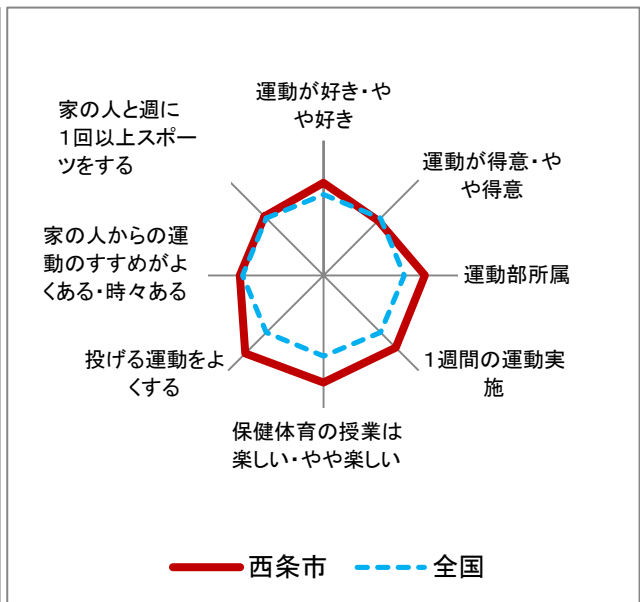 運動が好き・や
や好き
運動が得意・や
や得意
運動部所属
1週間の運動実
施
保健体育の授業は
楽しい・やや楽しい
投げる運動をよ
くする
家の人からの運
動のすすめがよ
くある・時々ある
家の人と週に
1回以上スポー
ツをする
西条市
全国